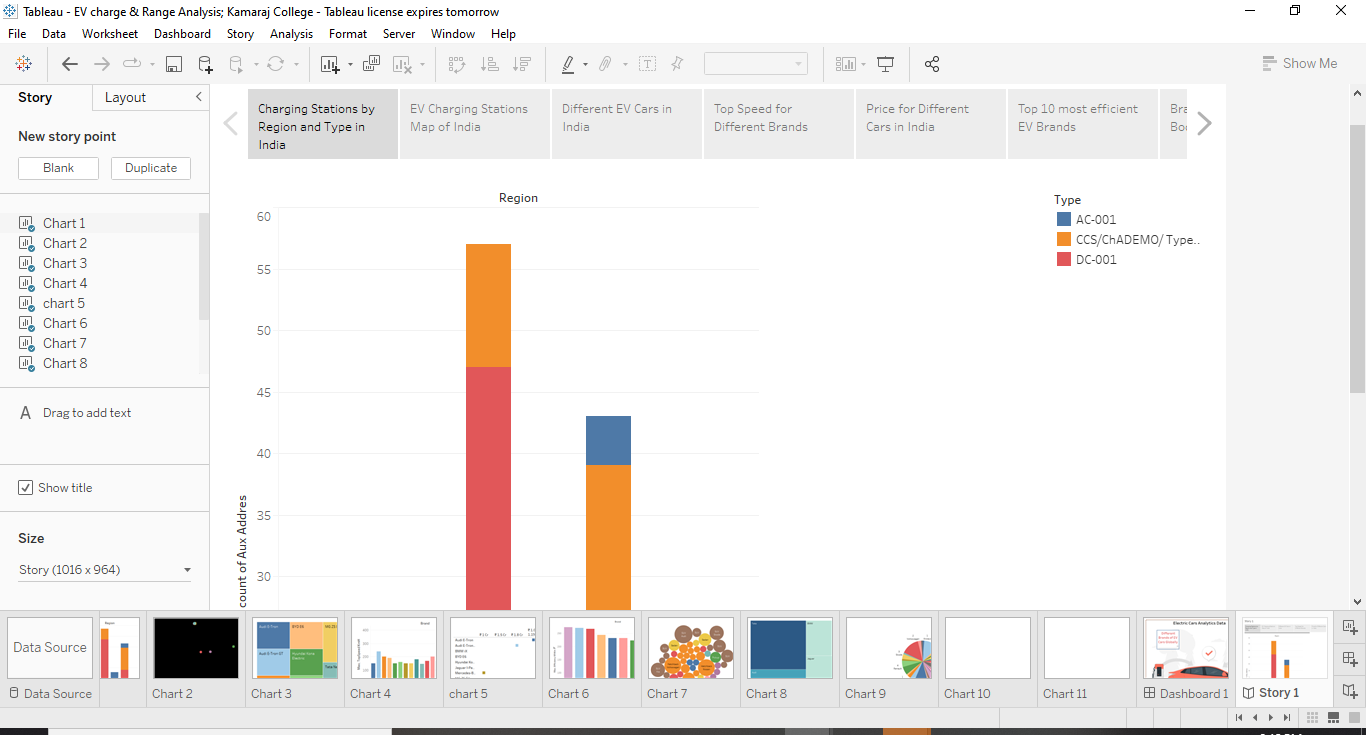 Tableau - EV charge & Range Analysis; Kamaraj College - Tableau license expires tomorrow
File Data Worksheet Dashboard Story Analysis Format Server Window Help
Show Me
Story Layout
New story point
Blank Duplicate
Chart 1
Chart 2
Chart 3
Chart 4
chart 5
Chart 6
Chart 7
Chart 8
A Drag to add text
Show title
Size
Story (1016 x 964)
Charging Stations by
Region and Type in
India
EV Charging Stations
Map of India
Different EV Cars in
India
Top Speed for
Different Brands
Price for Different
Cars in India
Top 10 most efficient
EV Brands
Bra
Region
60
55
50
45
40
35
30
count of Aux Addres
Type
AC-001
CCS/ChADEMO/ Type..
DC-001
Data Source
Region
Electric Cars Analytics Data
Data Source Chart 2 Chart 3 Chart 4 chart 5 Chart 6 Chart 7 Chart 8 Chart 9 Chart 10 Chart 11 Dashboard 1 Story 1